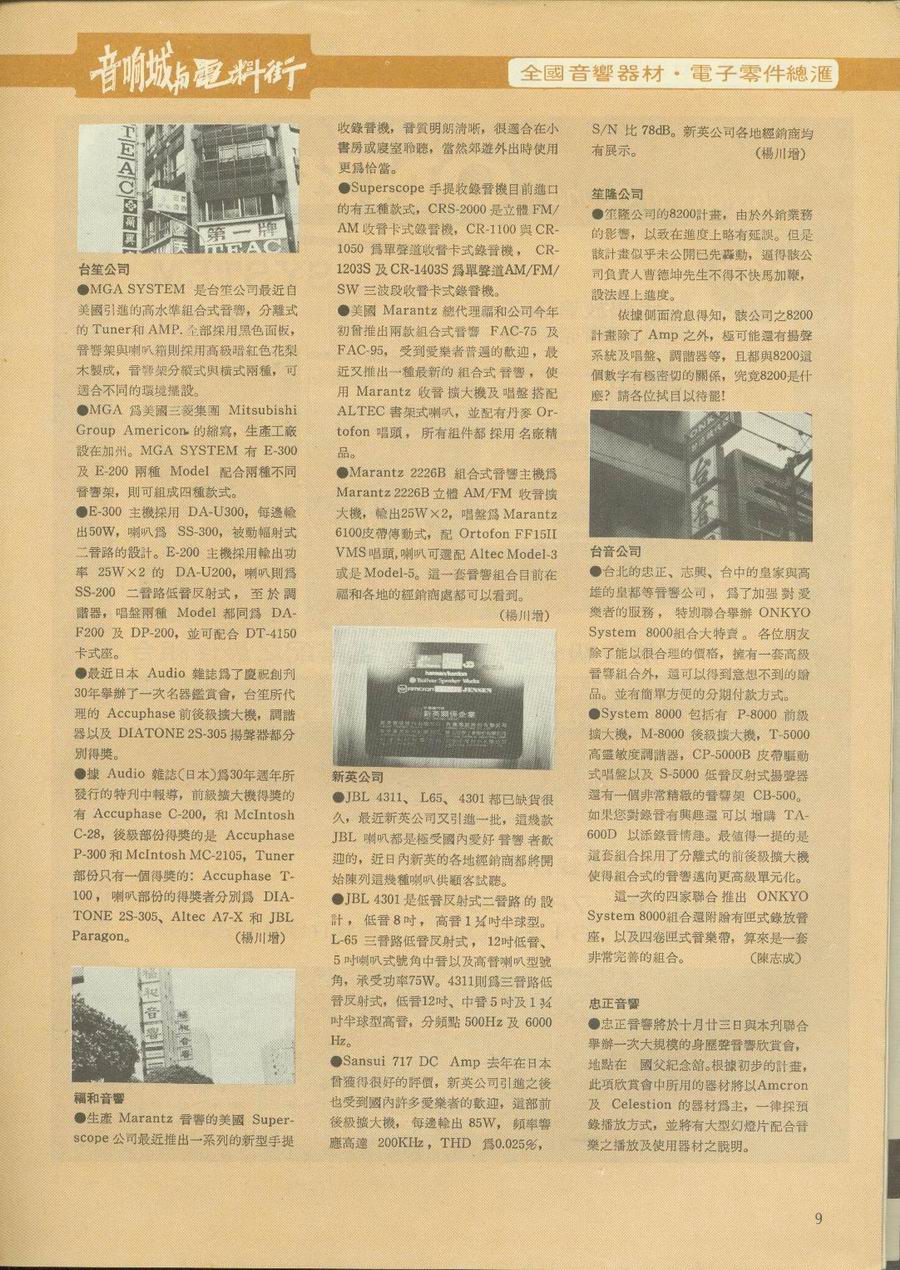 音响城與電料街
全國音響器材·電子零件總滙
TEAC
第一牌
TEAC
台笙公司
●MGA SYSTEM 是台笙公司最近自
美國引進的高水準組合式音響，分離式
的 Tuner和 AMP. 全部採用黑色面板，
音響架與喇叭箱則採用高級暗紅色花梨
木製成，音響架分縱式與橫式兩種，可
適合不同的環境擺設。
●MGA 爲美國三菱集團 Mitsubishi
Group Americon. 的縮寫，生產工廠
設在加州。MGA SYSTEM 有 E-300
及 E-200 兩種 Model 配合兩種不同
音響架，則可組成四種款式。
●E-300 主機採用 DA-U300，每邊輸
出50W，喇叭爲 SS-300，被動幅射式
二音路的設計。E-200 主機採用輸出功
率 25W×2 的 DA-U200，喇叭則爲
SS-200 二音路低音反射式，至於調
諧器，唱盤兩種 Model 都同爲 DA-
F200 及 DP-200，並可配合 DT-4150
卡式座。
●最近日本 Audio 雜誌爲了慶祝創刊
30年舉辦了一次名器鑑賞會，台笙所代
理的 Accuphase 前後級擴大機，調諧
器以及 DIATONE 2S-305 揚聲器都分
別得獎。
●據 Audio 雜誌(日本)爲30年週年所
發行的特刊中報導，前級擴大機得獎的
有 Accuphase C-200，和 McIntosh
C-28，後級部份得獎的是 Accuphase
P-300 和 McIntosh MC-2105，Tuner
部份只有一個得獎的：Accuphase T-
100，喇叭部份的得獎者分別爲 DIA-
TONE 2S-305、Altec A7-X 和 JBL
Paragon。 (楊川增)
福和音響
福和音響
福和音響
●生產 Marantz 音響的美國 Super-
scope 公司最近推出一系列的新型手提
收錄音機，音質明朗清晰，很適合在小
書房或寢室聆聽，當然郊遊外出時使用
更爲恰當。
●Superscope 手提收錄音機目前進口
的有五種款式，CRS-2000 是立體 FM/
AM 收音卡式錄音機，CR-1100 與 CR-
1050 爲單聲道收音卡式錄音機，CR-
1203S 及 CR-1403S 爲單聲道AM/FM/
SW 三波段收音卡式錄音機。
●美國 Marantz 總代理福和公司今年
初曾推出兩款組合式音響 FAC-75 及
FAC-95，受到愛樂者普遍的歡迎，最
近又推出一種最新的組合式音響，使
用 Marantz 收音擴大機及唱盤搭配
ALTEC 書架式喇叭，並配有丹麥 Or-
tofon 唱頭，所有組件都採用名廠精
品。
●Marantz 2226B 組合式音響主機爲
Marantz 2226B 立體 AM/FM 收音擴
大機，輸出25W×2，唱盤爲 Marantz
6100皮帶傳動式，配 Ortofon FF15II
VMS 唱頭,喇叭可選配 Altec Model-3
或是 Model-5。這一套音響組合目前在
福和各地的經銷商處都可以看到。
(楊川增)
harman/kardon
Bolivar Speaker Works
amcron JENSEN
新英關係企業
新英公司
●JBL 4311、L65、4301 都已缺貨很
久，最近新英公司又引進一批，這幾款
JBL 喇叭都是極受國內愛好音響者歡
迎的，近日內新英的各地經銷商都將開
始陳列這幾種喇叭供顧客試聽。
●JBL 4301 是低音反射式二音路的設
計，低音 8 吋，高音 1 ¾ 吋半球型。
L-65 三音路低音反射式，12吋低音、
5 吋喇叭式號角中音以及高音喇叭型號
角，承受功率75W。4311則爲三音路低
音反射式，低音12吋、中音 5 吋及 1 ¾
吋半球型高音，分頻點 500Hz 及 6000
Hz。
●Sansui 717 DC Amp 去年在日本
曾獲得很好的評價，新英公司引進之後
也受到國內許多愛樂者的歡迎，這部前
後級擴大機，每邊輸出 85W，頻率響
應高達 200KHz，THD 爲0.025%，
S/N 比 78dB。新英公司各地經銷商均
有展示。 (楊川增)
笙隆公司
●笙隆公司的8200計畫，由於外銷業務
的影響，以致在進度上略有延誤。但是
該計畫似乎未公開已先轟動，逼得該公
司負責人曹德坤先生不得不快馬加鞭，
設法趕上進度。
依據側面消息得知，該公司之8200
計畫除了 Amp 之外，極可能還有揚聲
系統及唱盤、調諧器等，且都與8200這
個數字有極密切的關係，究竟8200是什
麼？請各位拭目以待罷！
ONKYO
台音
台音公司
●台北的忠正、志興、台中的皇家與高
雄的皇都等音響公司，爲了加强對愛
樂者的服務，特別聯合舉辦 ONKYO
System 8000組合大特賣。各位朋友
除了能以很合理的價格，擁有一套高級
音響組合外，還可以得到意想不到的贈
品。並有簡單方便的分期付款方式。
●System 8000 包括有 P-8000 前級
擴大機，M-8000 後級擴大機，T-5000
高靈敏度調諧器，CP-5000B 皮帶驅動
式唱盤以及 S-5000 低音反射式揚聲器
還有一個非常精緻的音響架 CB-500。
如果您對錄音有興趣還可以增購 TA-
600D 以添錄音情趣。最值得一提的是
這套組合採用了分離式的前後級擴大機
使得組合式的音響邁向更高級單元化。
這一次的四家聯合推出 ONKYO
System 8000組合還附贈有匣式錄放音
座，以及四卷匣式音樂帶，算來是一套
非常完善的組合。 (陳志成)
忠正音響
●忠正音響將於十月廿三日與本刊聯合
舉辦一次大規模的身歷聲音響欣賞會，
地點在 國父紀念館。根據初步的計畫，
此項欣賞會中所用的器材將以Amcron
及 Celestion 的器材爲主，一律採預
錄播放方式，並將有大型幻燈片配合音
樂之播放及使用器材之說明。
9